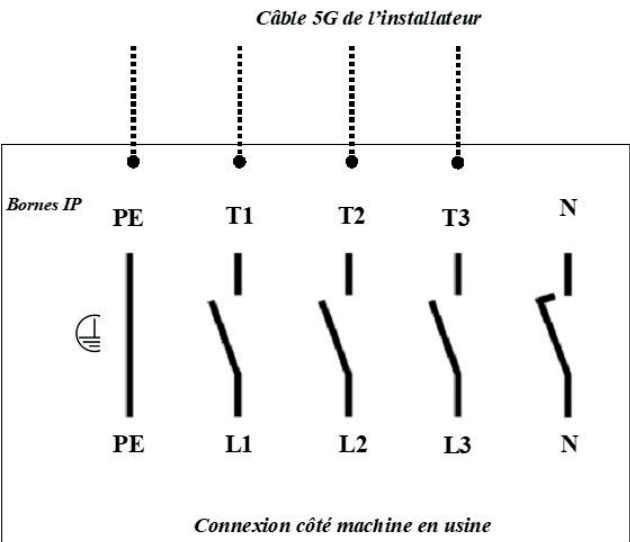 Câble 5G de l'installateur
Bornes IP PE T1 T2 T3 N
PE L1 L2 L3 N
Connexion côté machine en usine